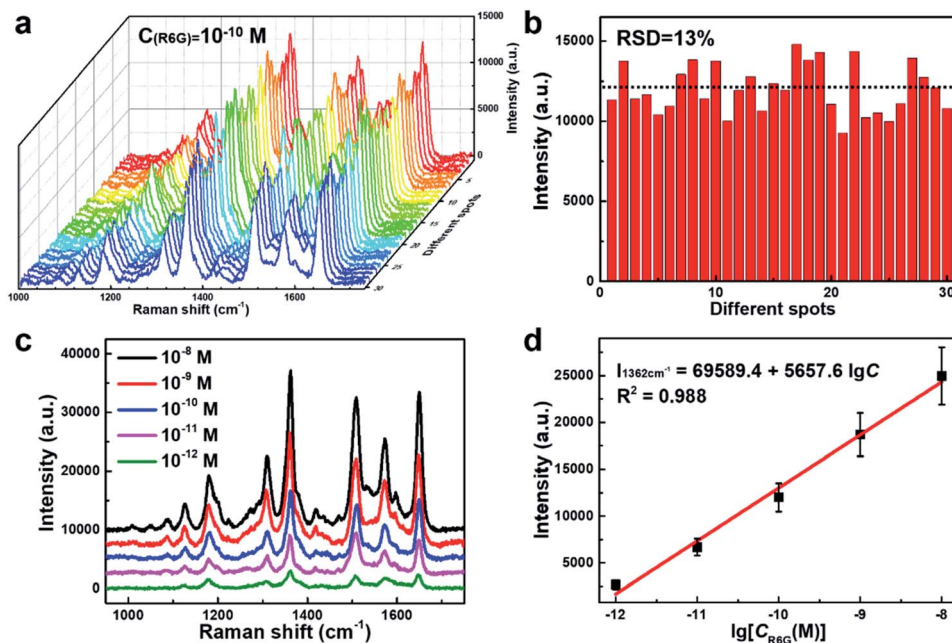 a
C(R6G)=10⁻¹⁰ M
15000
10000
5000
0
Intensity (a.u.)
5
10
15
20
25
30
Different spots
1000
1200
1400
1600
Raman shift (cm⁻¹)
b
RSD=13%
15000
10000
5000
0
Intensity (a.u.)
0
10
20
30
Different spots
c
10⁻⁸ M
10⁻⁹ M
10⁻¹⁰ M
10⁻¹¹ M
10⁻¹² M
40000
30000
20000
10000
0
Intensity (a.u.)
1000
1200
1400
1600
Raman shift (cm⁻¹)
d
I₁₃₆₂cm⁻¹ = 69589.4 + 5657.6 lgC
R² = 0.988
25000
20000
15000
10000
5000
Intensity (a.u.)
-12
-11
-10
-9
-8
lg[C_R6G(M)]